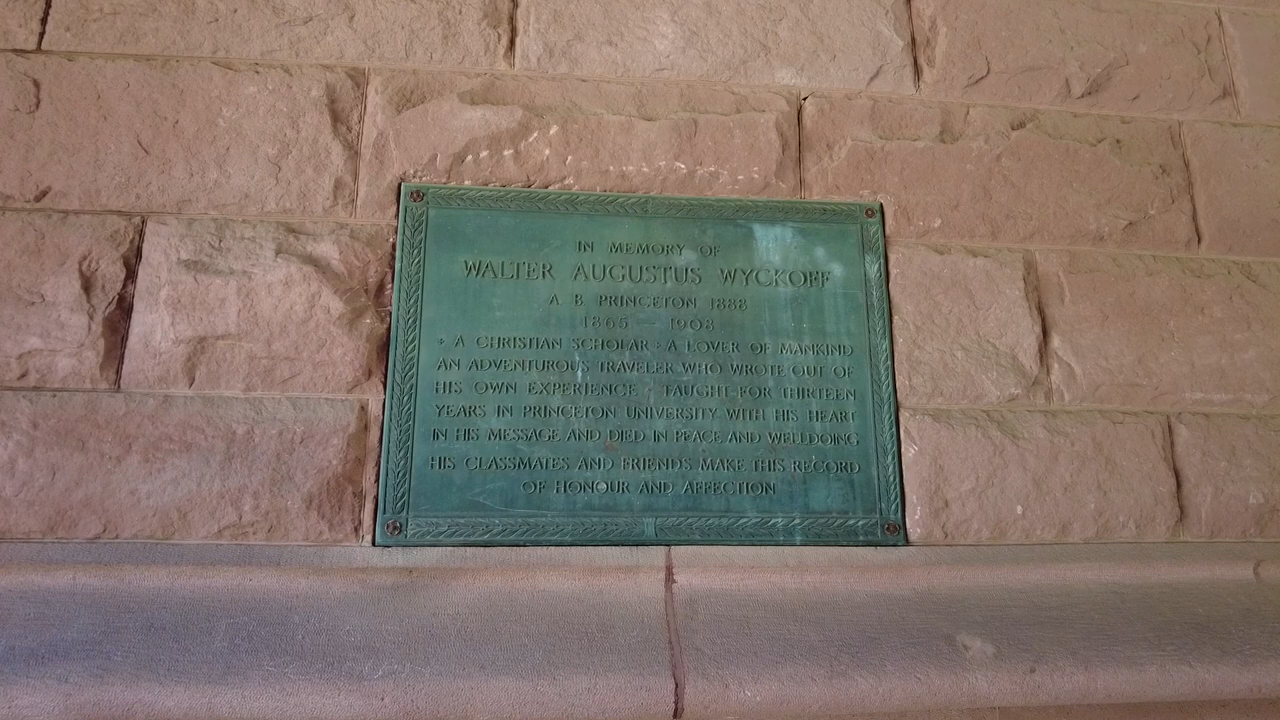 IN MEMORY OF
WALTER AUGUSTUS WYCKOFF
A. B. PRINCETON 1888
1865 — 1908
+ A CHRISTIAN SCHOLAR + A LOVER OF MANKIND
AN ADVENTUROUS TRAVELER WHO WROTE OUT OF
HIS OWN EXPERIENCE · TAUGHT FOR THIRTEEN
YEARS IN PRINCETON UNIVERSITY WITH HIS HEART
IN HIS MESSAGE AND DIED IN PEACE AND WELLDOING
HIS CLASSMATES AND FRIENDS MAKE THIS RECORD
OF HONOUR AND AFFECTION